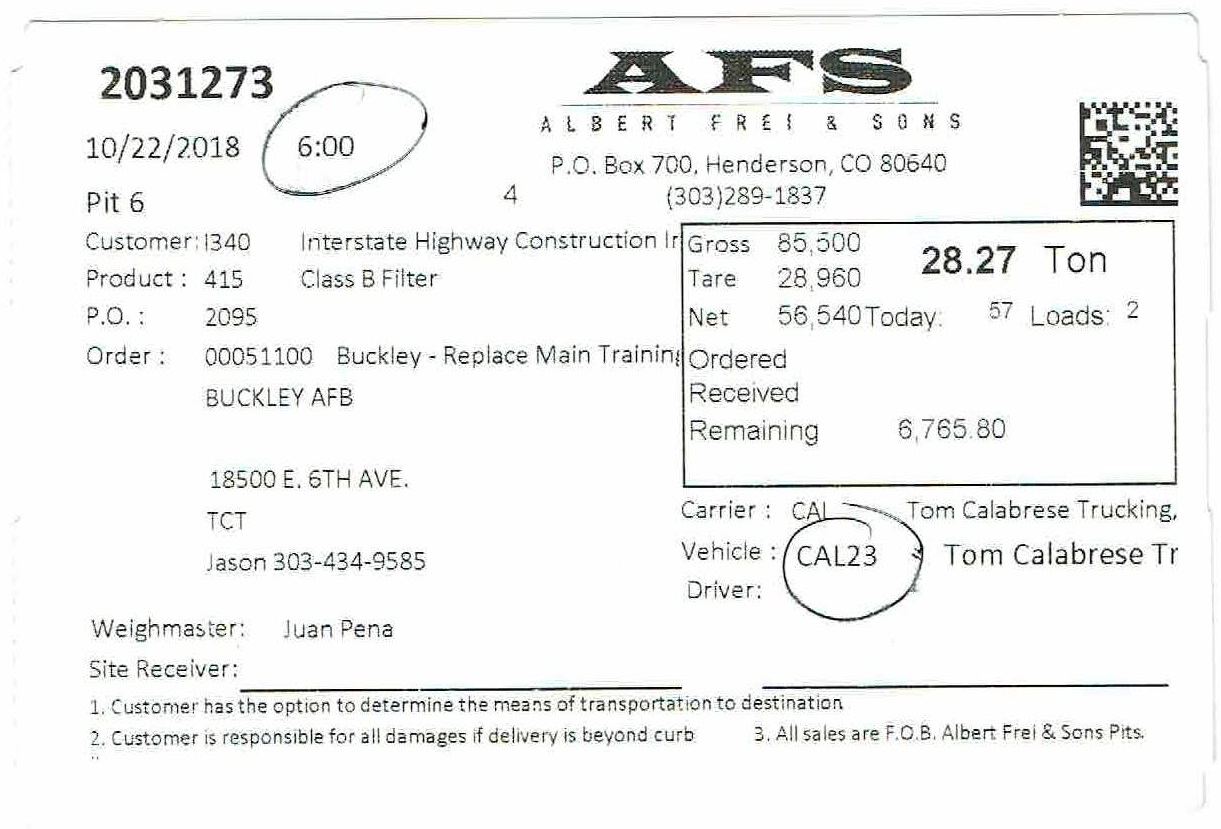 2031273
AFS
ALBERT FREI & SONS
10/22/2018 6:00
P.O. Box 700, Henderson, CO 80640
Pit 6 4 (303)289-1837
Customer: I340 Interstate Highway Construction Ir
Product : 415 Class B Filter
P.O. : 2095
Order : 00051100 Buckley - Replace Main Training
BUCKLEY AFB
18500 E. 6TH AVE.
TCT
Jason 303-434-9585
Gross 85,500 28.27 Ton
Tare 28,960
Net 56,540 Today: 57 Loads: 2
Ordered
Received
Remaining 6,765.80
Carrier : CAL Tom Calabrese Trucking,
Vehicle : CAL23 Tom Calabrese Tr
Driver:
Weighmaster: Juan Pena
Site Receiver:
1. Customer has the option to determine the means of transportation to destination
2. Customer is responsible for all damages if delivery is beyond curb 3. All sales are F.O.B. Albert Frei & Sons Pits.